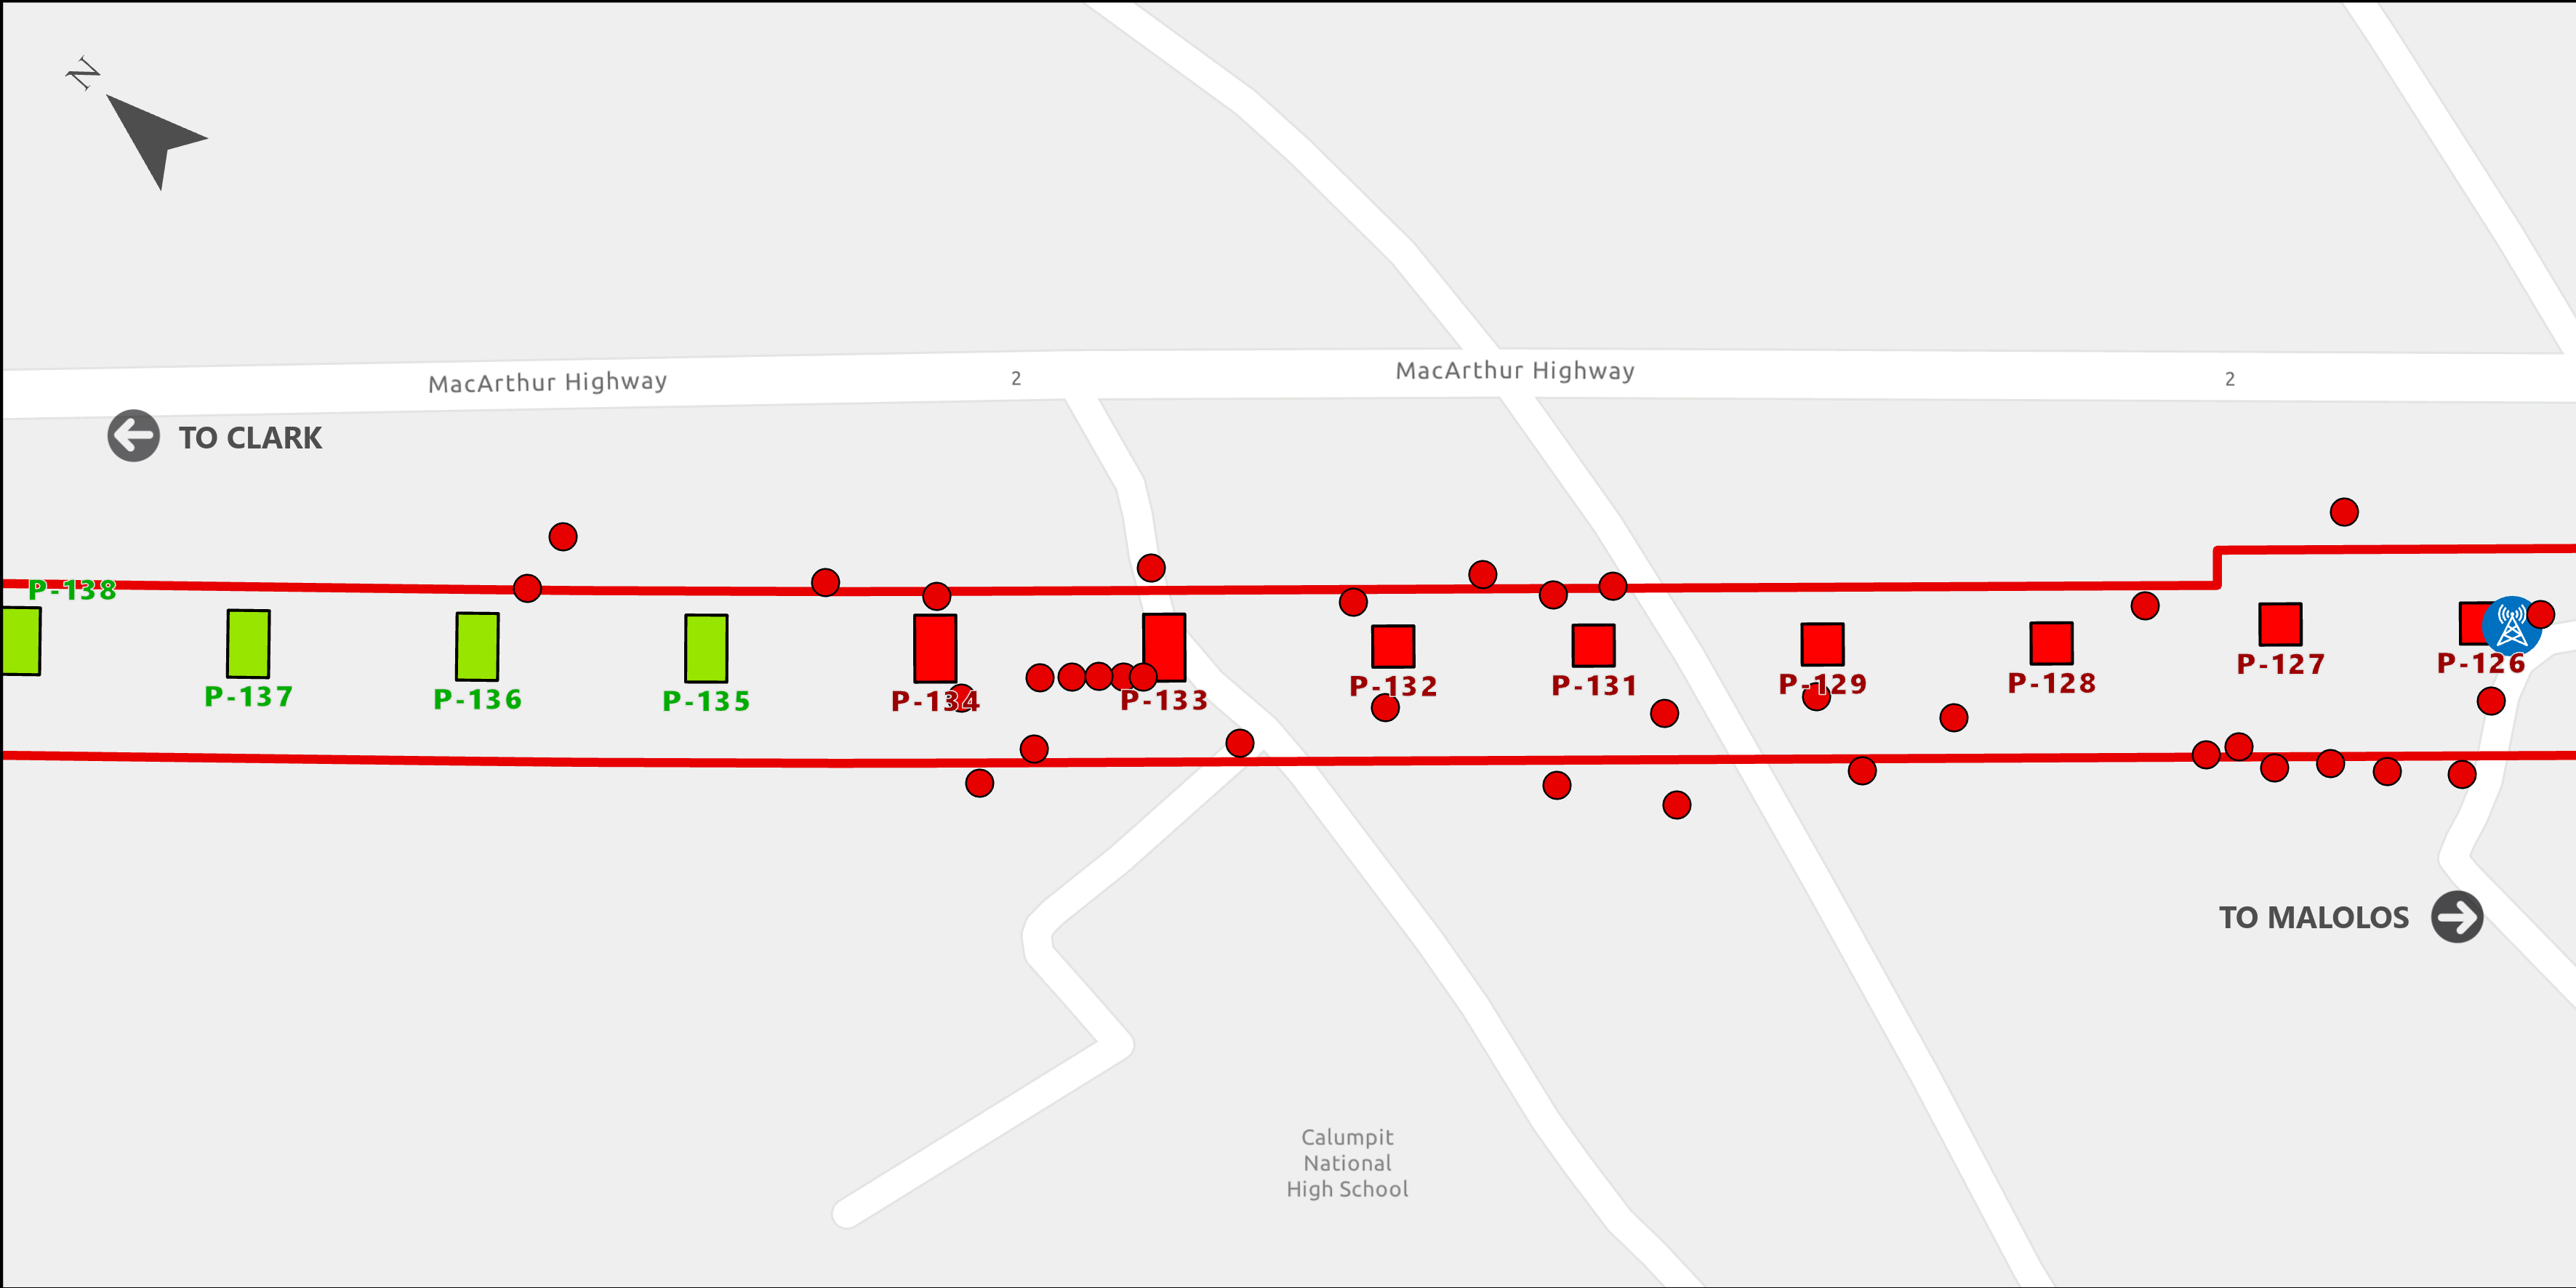 N
MacArthur Highway
2
MacArthur Highway
2
TO CLARK
P-138
P-137
P-136
P-135
P-134
P-133
P-132
P-131
P-129
P-128
P-127
P-126
TO MALOLOS
Calumpit
National
High School